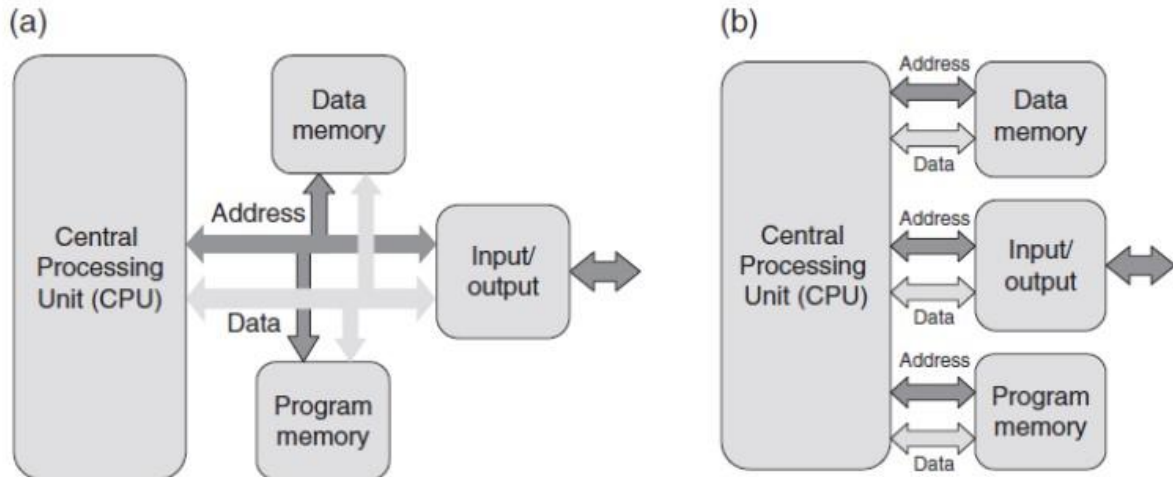 (a)
Data
memory
Address
Central
Processing
Unit (CPU)
Input/
output
Data
Program
memory
(b)
Address
Data
memory
Data
Central
Processing
Unit (CPU)
Address
Input/
output
Data
Address
Program
memory
Data